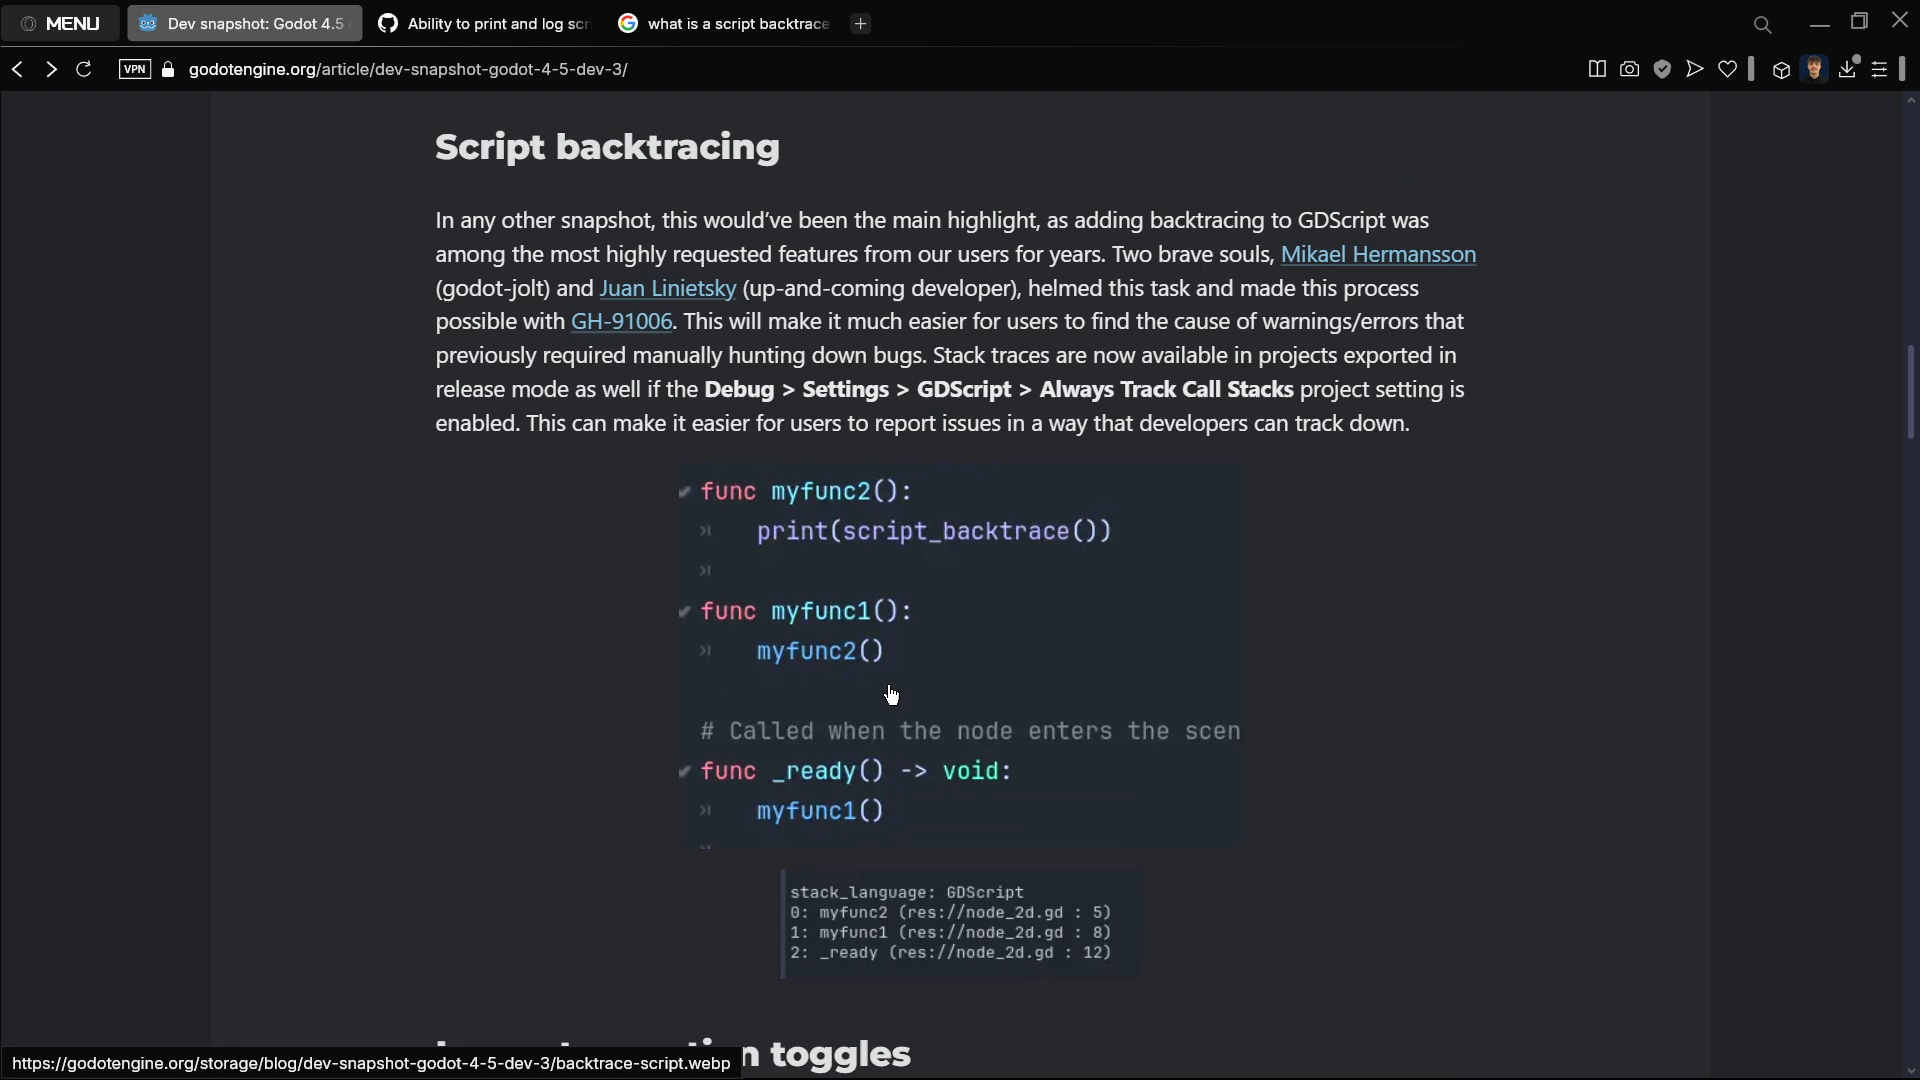 MENU
Dev snapshot: Godot 4.5
Ability to print and log scr
what is a script backtrace
VPN
godotengine.org/article/dev-snapshot-godot-4-5-dev-3/
Script backtracing
In any other snapshot, this would've been the main highlight, as adding backtracing to GDScript was
among the most highly requested features from our users for years. Two brave souls, Mikael Hermansson
(godot-jolt) and Juan Linietsky (up-and-coming developer), helmed this task and made this process
possible with GH-91006. This will make it much easier for users to find the cause of warnings/errors that
previously required manually hunting down bugs. Stack traces are now available in projects exported in
release mode as well if the Debug > Settings > GDScript > Always Track Call Stacks project setting is
enabled. This can make it easier for users to report issues in a way that developers can track down.
func myfunc2():
print(script_backtrace())
func myfunc1():
myfunc2()
# Called when the node enters the scen
func _ready() -> void:
myfunc1()
stack_language: GDScript
0: myfunc2 (res://node_2d.gd : 5)
1: myfunc1 (res://node_2d.gd : 8)
2: _ready (res://node_2d.gd : 12)
toggles
https://godotengine.org/storage/blog/dev-snapshot-godot-4-5-dev-3/backtrace-script.webp